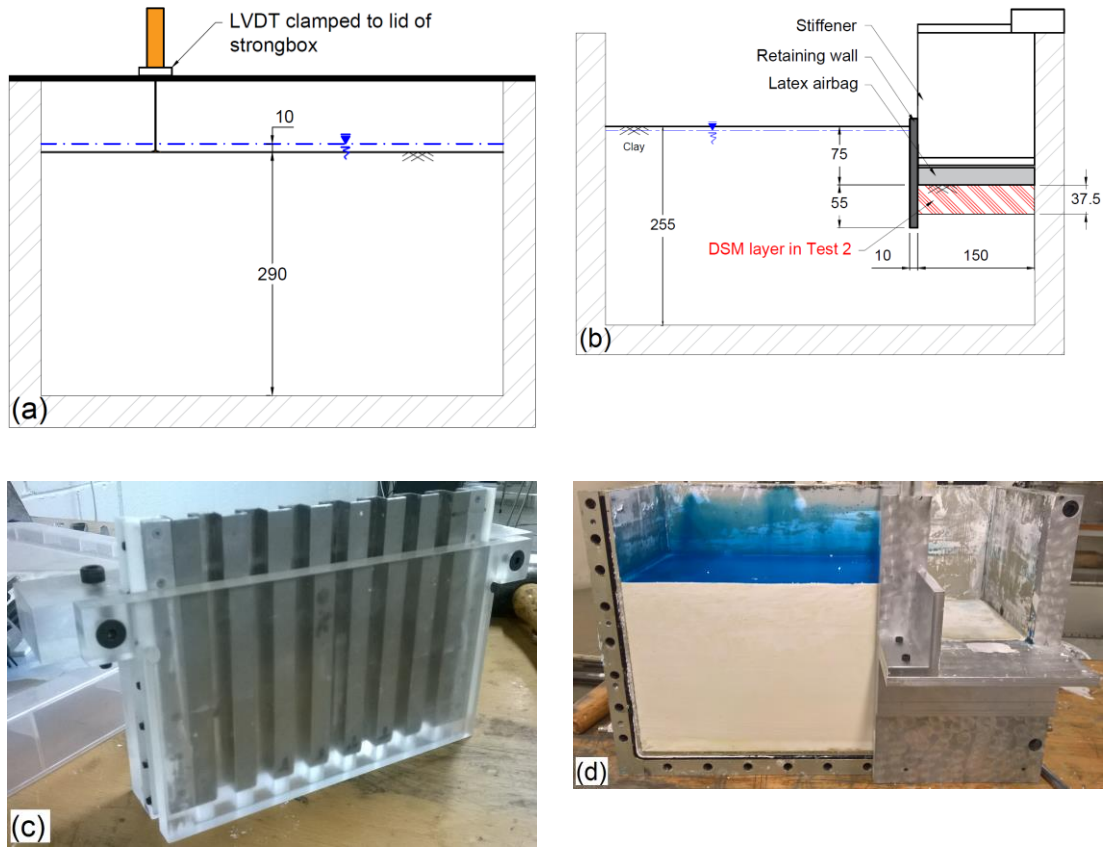 LVDT clamped to lid of
strongbox
10
290
(a)
Stiffener
Retaining wall
Latex airbag
Clay
75
55
37.5
255
DSM layer in Test 2
10
150
(b)
(c)
(d)